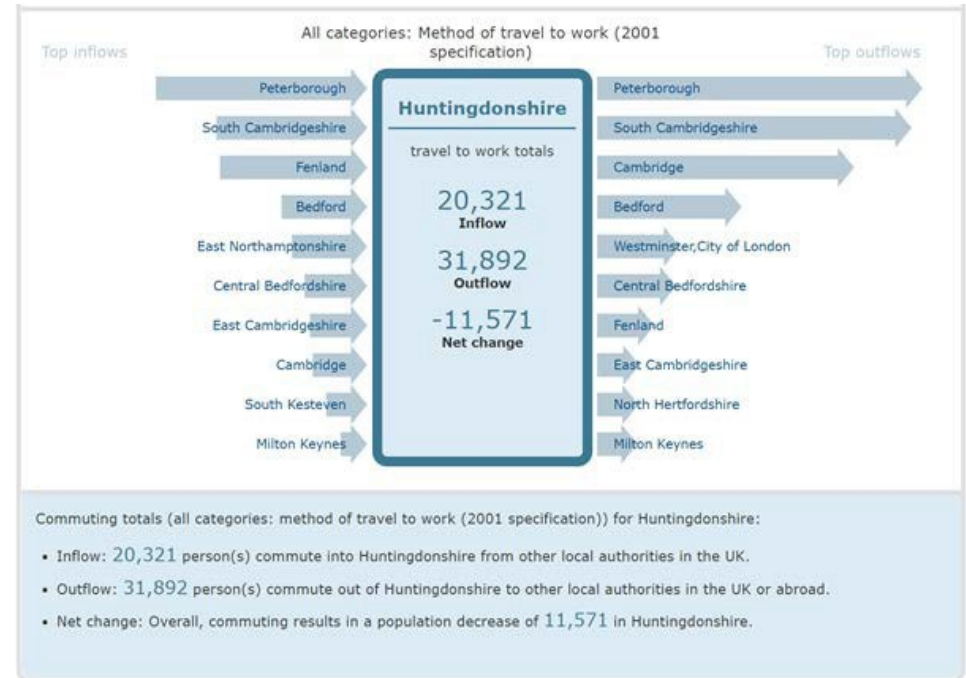 All categories: Method of travel to work (2001
specification)
Top inflows
Top outflows
Peterborough
South Cambridgeshire
Fenland
Bedford
East Northamptonshire
Central Bedfordshire
East Cambridgeshire
Cambridge
South Kesteven
Milton Keynes
Huntingdonshire
travel to work totals
20,321
Inflow
31,892
Outflow
-11,571
Net change
Peterborough
South Cambridgeshire
Cambridge
Bedford
Westminster,City of London
Central Bedfordshire
Fenland
East Cambridgeshire
North Hertfordshire
Milton Keynes
Commuting totals (all categories: method of travel to work (2001 specification)) for Huntingdonshire:
• Inflow: 20,321 person(s) commute into Huntingdonshire from other local authorities in the UK.
• Outflow: 31,892 person(s) commute out of Huntingdonshire to other local authorities in the UK or abroad.
• Net change: Overall, commuting results in a population decrease of 11,571 in Huntingdonshire.